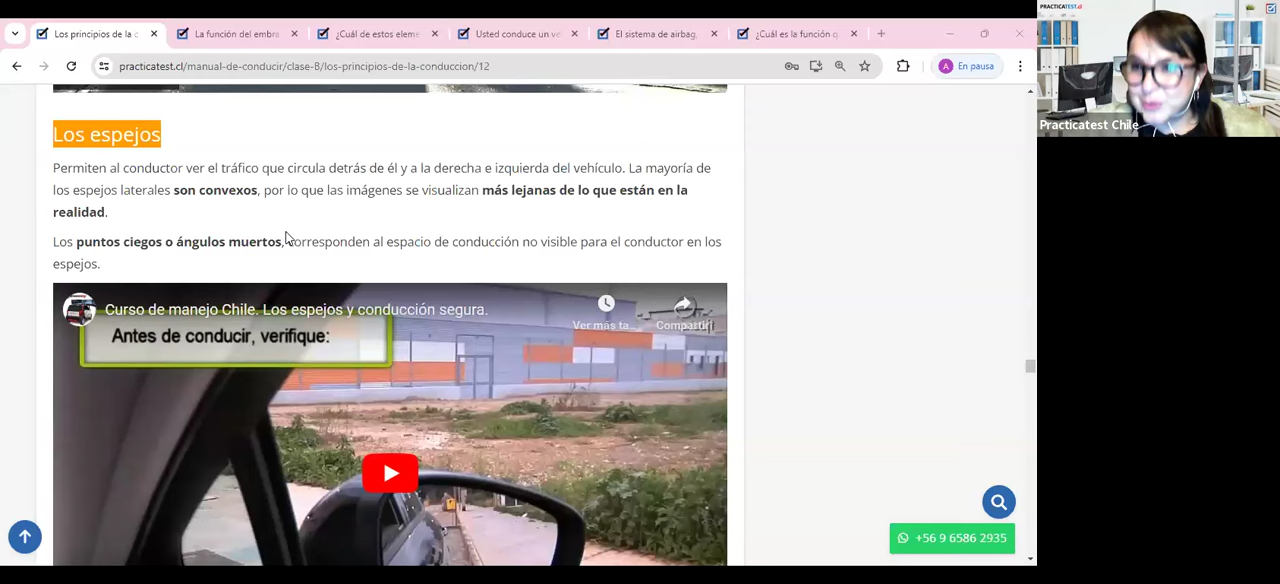 Los principios de la c
La función del embra
¿Cuál de estos eleme
Usted conduce un ve
El sistema de airbag,
¿Cuál es la función q
practicatest.cl/manual-de-conducir/clase-B/los-principios-de-la-conduccion/12
A En pausa
PRACTICATEST.cl
Practicatest Chile
Los espejos
Permiten al conductor ver el tráfico que circula detrás de él y a la derecha e izquierda del vehículo. La mayoría de
los espejos laterales son convexos, por lo que las imágenes se visualizan más lejanas de lo que están en la
realidad.
Los puntos ciegos o ángulos muertos, corresponden al espacio de conducción no visible para el conductor en los
espejos.
Curso de manejo Chile. Los espejos y conducción segura.
Ver más ta...
Compartir
Antes de conducir, verifique:
+56 9 6586 2935